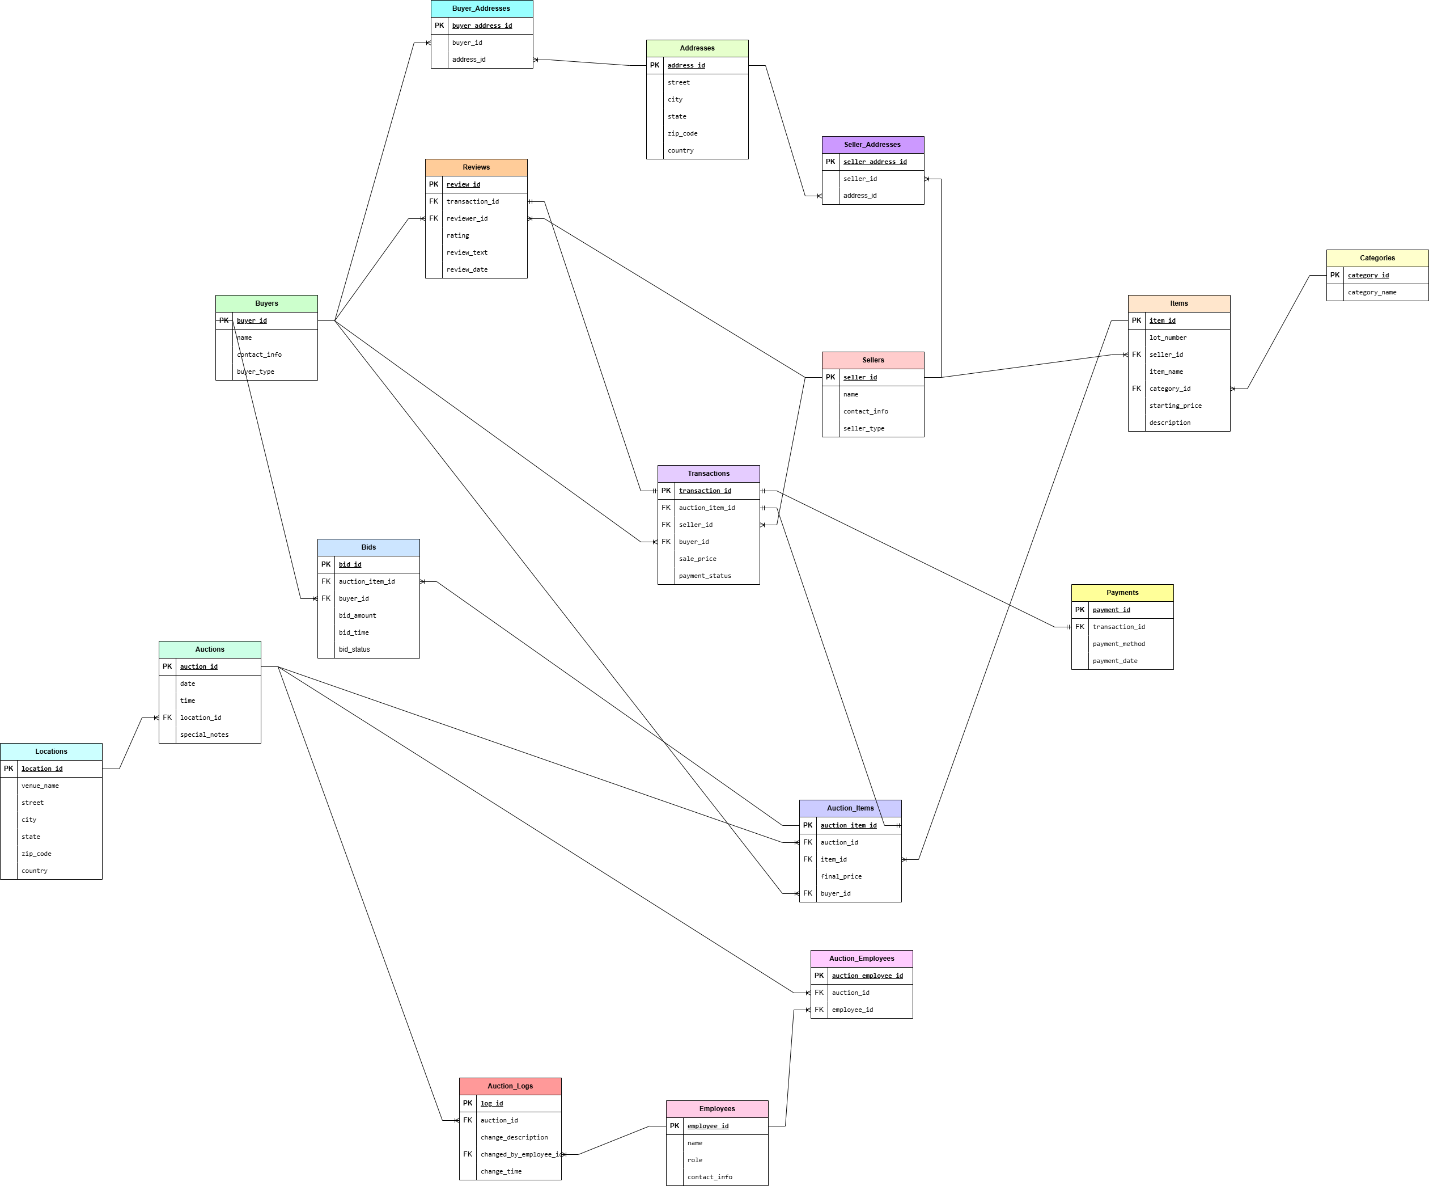 Buyer_Addresses
PK buyer_address_id
buyer_id
address_id
Addresses
PK address_id
street
city
state
zip_code
country
Seller_Addresses
PK seller_address_id
seller_id
address_id
Reviews
PK review_id
FK transaction_id
FK reviewer_id
rating
review_text
review_date
Categories
PK category_id
category_name
Buyers
PK buyer_id
name
contact_info
buyer_type
Items
PK item_id
lot_number
FK seller_id
item_name
FK category_id
starting_price
description
Sellers
PK seller_id
name
contact_info
seller_type
Transactions
PK transaction_id
FK auction_item_id
FK seller_id
FK buyer_id
sale_price
payment_status
Bids
PK bid_id
FK auction_item_id
FK buyer_id
bid_amount
bid_time
bid_status
Payments
PK payment_id
FK transaction_id
payment_method
payment_date
Auctions
PK auction_id
date
time
FK location_id
special_notes
Locations
PK location_id
venue_name
street
city
state
zip_code
country
Auction_Items
PK auction_item_id
FK auction_id
FK item_id
final_price
FK buyer_id
Auction_Employees
PK auction_employee_id
FK auction_id
FK employee_id
Auction_Logs
PK log_id
FK auction_id
change_description
FK changed_by_employee_id
change_time
Employees
PK employee_id
name
role
contact_info